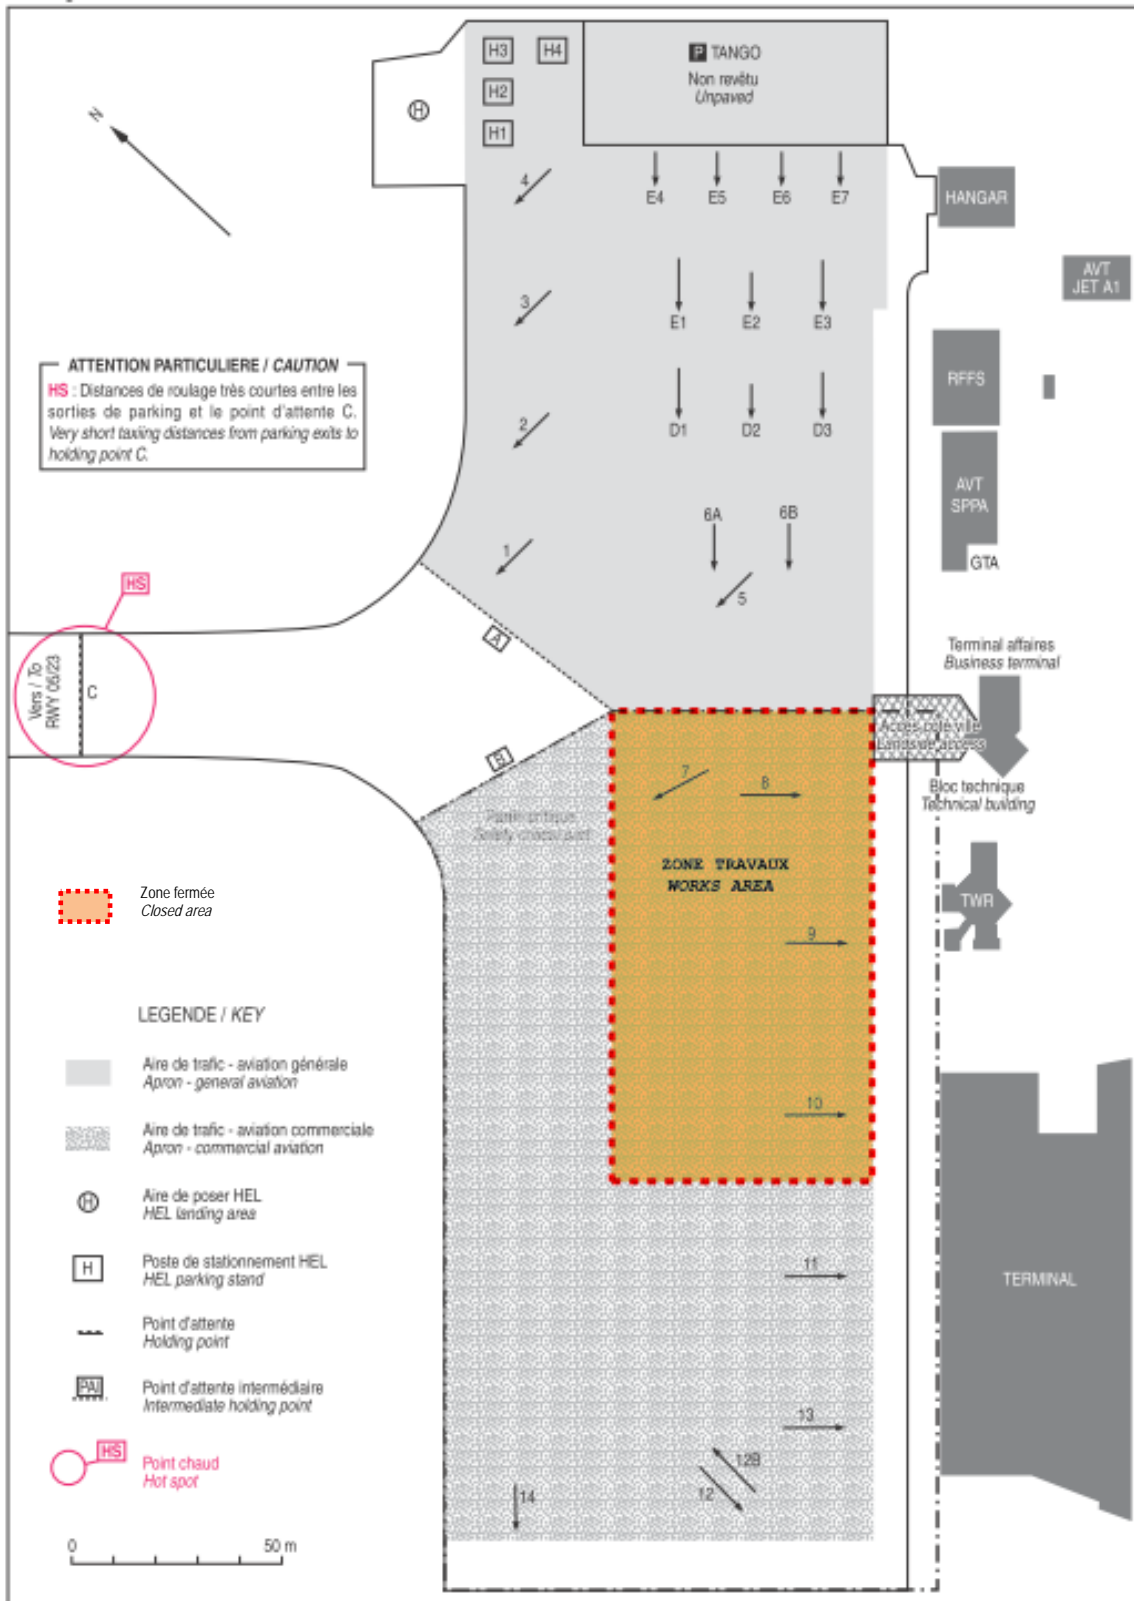 H3
H4
P TANGO
Non revêtu
Unpaved
H2
H1
H
N
4
E4
E5
E6
E7
HANGAR
AVT
JET A1
3
E1
E2
E3
RFFS
ATTENTION PARTICULIERE / CAUTION
HS : Distances de roulage très courtes entre les
sorties de parking et le point d'attente C.
Very short taxiing distances from parking exits to
holding point C.
2
D1
D2
D3
AVT
SPPA
GTA
6A
6B
1
5
HS
A
Vers / To
RWY 05/23
C
Terminal affaires
Business terminal
Accès côté ville
Landside access
B
7
8
Bloc technique
Technical building
Partie critique
Safety critical part
ZONE TRAVAUX
WORKS AREA
TWR
Zone fermée
Closed area
9
LEGENDE / KEY
Aire de trafic - aviation générale
Apron - general aviation
10
Aire de trafic - aviation commerciale
Apron - commercial aviation
H
Aire de poser HEL
HEL landing area
H
Poste de stationnement HEL
HEL parking stand
11
TERMINAL
Point d'attente
Holding point
PAI
Point d'attente intermédiaire
Intermediate holding point
13
HS
Point chaud
Hot spot
12B
12
14
0
50 m